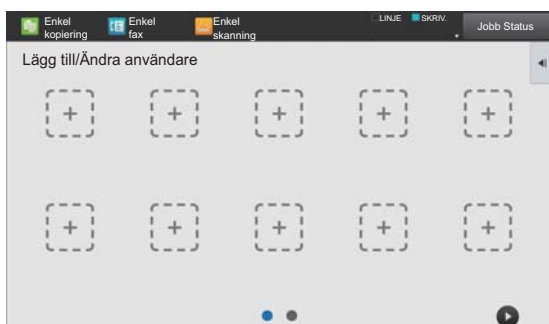 Enkel kopiering
Enkel fax
Enkel skanning
LINJE
SKRIV.
Jobb Status
Lägg till/Ändra användare